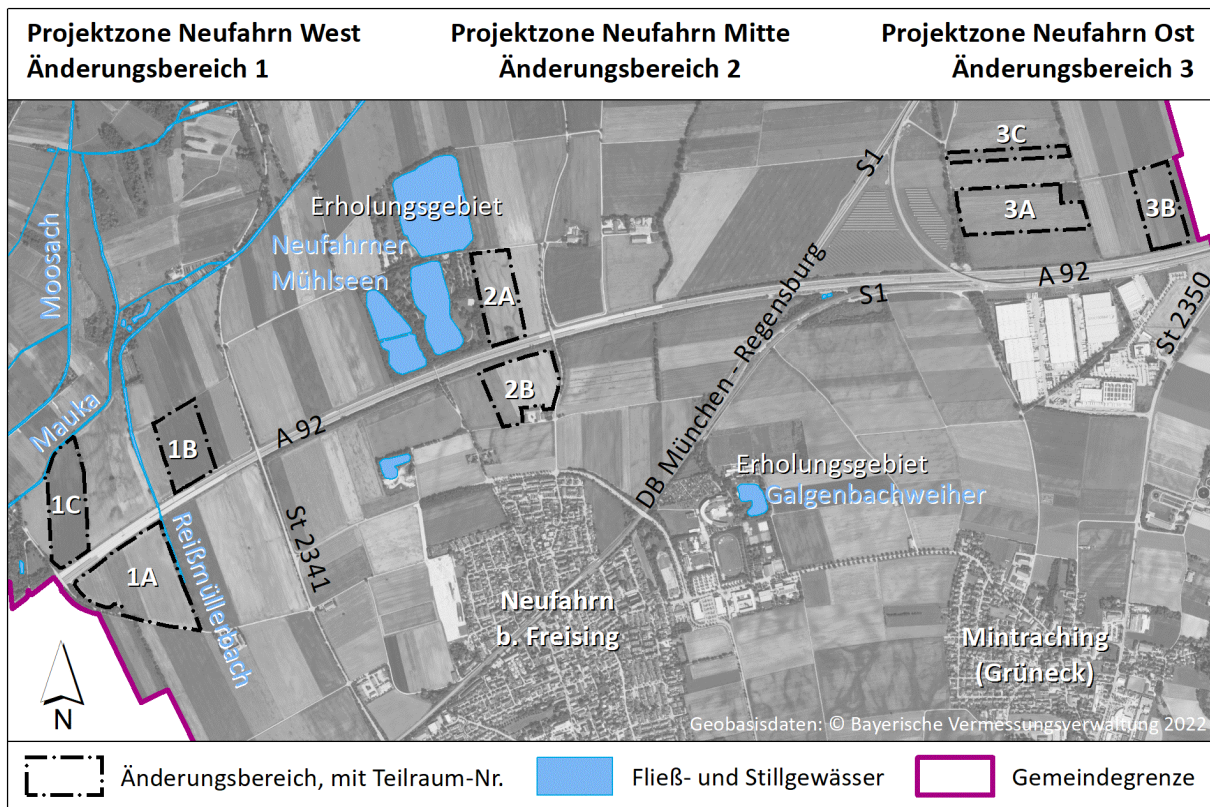 Projektzone Neufahrn West
Änderungsbereich 1
Projektzone Neufahrn Mitte
Änderungsbereich 2
Projektzone Neufahrn Ost
Änderungsbereich 3
S1
3C
3A
3B
Erholungsgebiet
Neufahrner
Mühlseen
Moosach
2A
A 92
S1
St 2350
2B
DB München - Regensburg
Mauka
1B
A 92
1C
Erholungsgebiet
Galgenbachweiher
Reißmüllerbach
St 2341
1A
Neufahrn
b. Freising
Mintraching
(Grüneck)
N
Geobasisdaten: © Bayerische Vermessungsverwaltung 2022
Änderungsbereich, mit Teilraum-Nr.
Fließ- und Stillgewässer
Gemeindegrenze